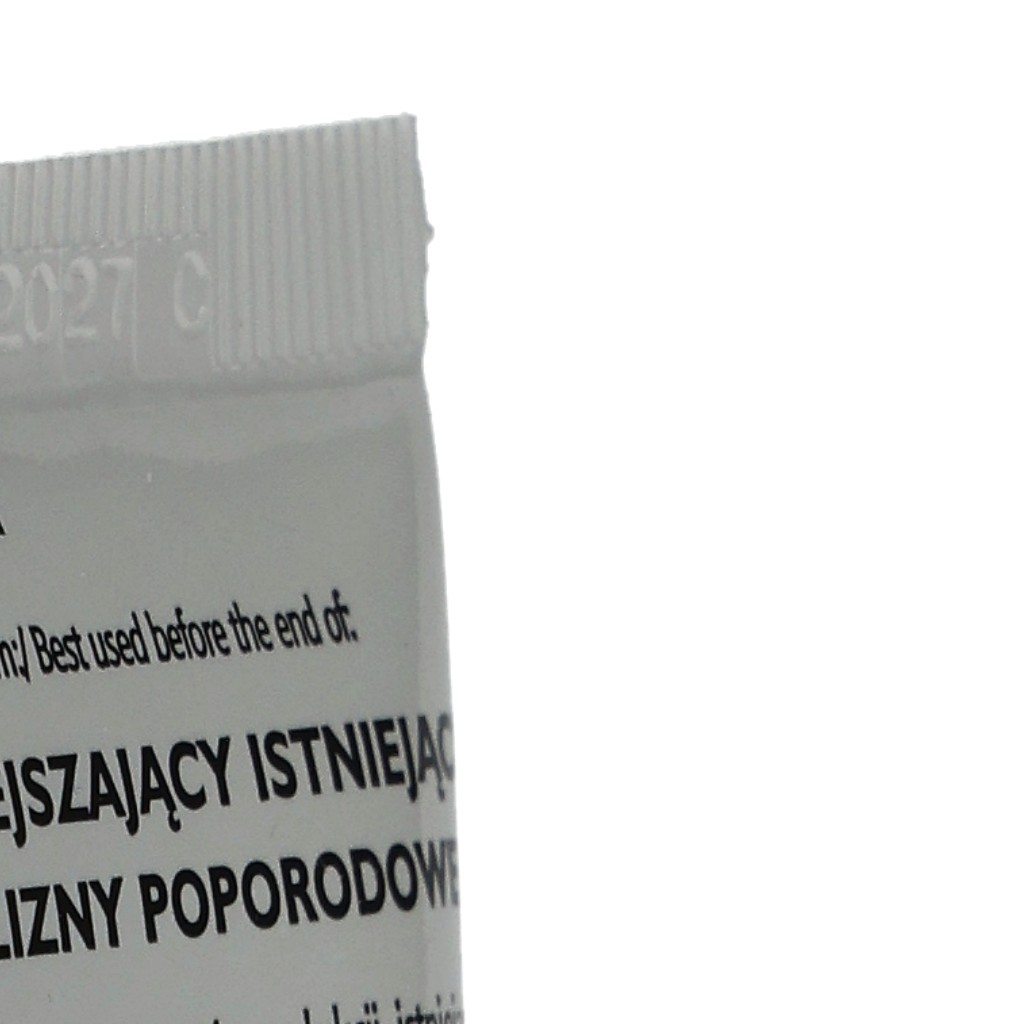 2027 C
Best used before the end of:
EJSZAJĄCY ISTNIEJĄC
LIZNY POPORODOWE